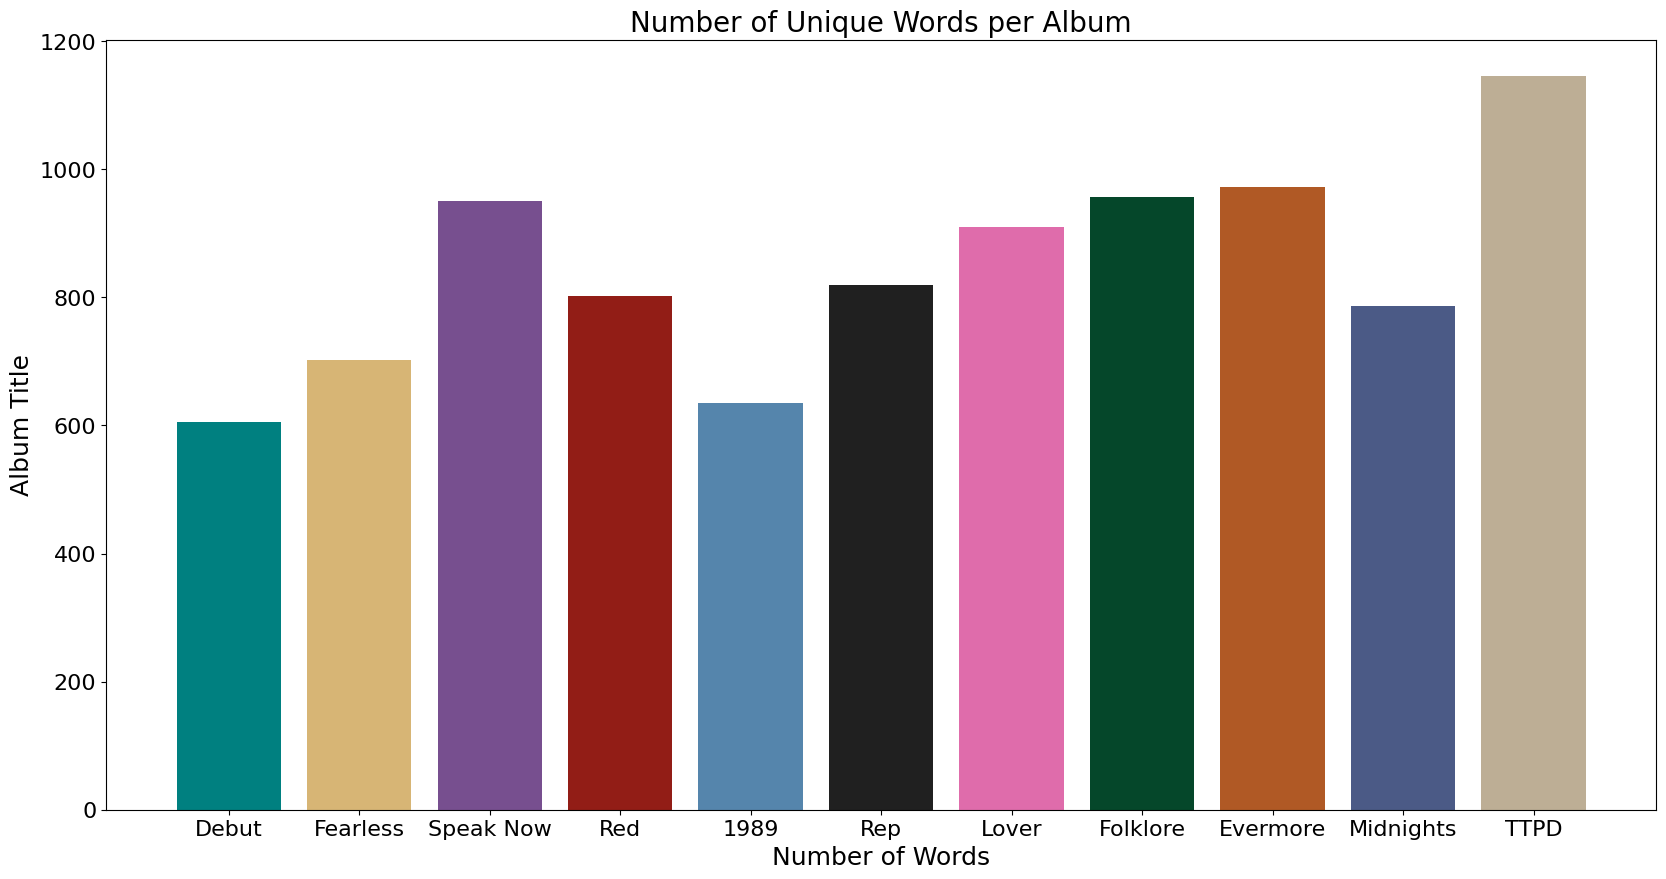 Number of Unique Words per Album
1200
1000
800
600
400
200
0
Album Title
Debut Fearless Speak Now Red 1989 Rep Lover Folklore Evermore Midnights TTPD
Number of Words